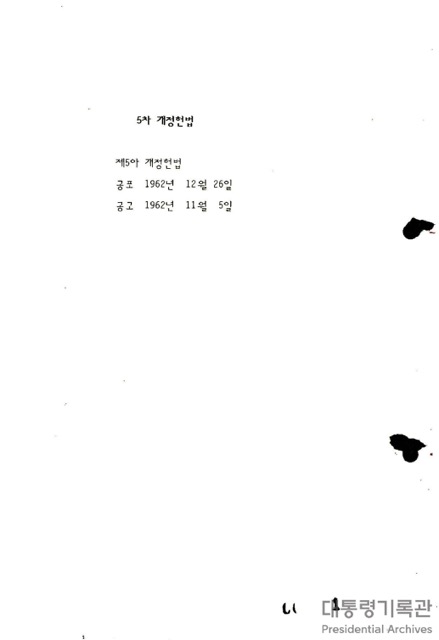 5차 개정헌법
제5아 개정헌법
공포 1962년 12월 26일
공고 1962년 11월 5일
1
대통령기록관
Presidential Archives
1